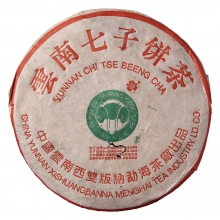 雲南七子餅茶
YUNNAN CHI TSE BEENG CHA
中國雲南西雙版納勐海茶廠出品
CHINA YUNNAN XISHUANGBANNA MENGHAI TEA INDUSTRY.LD CO